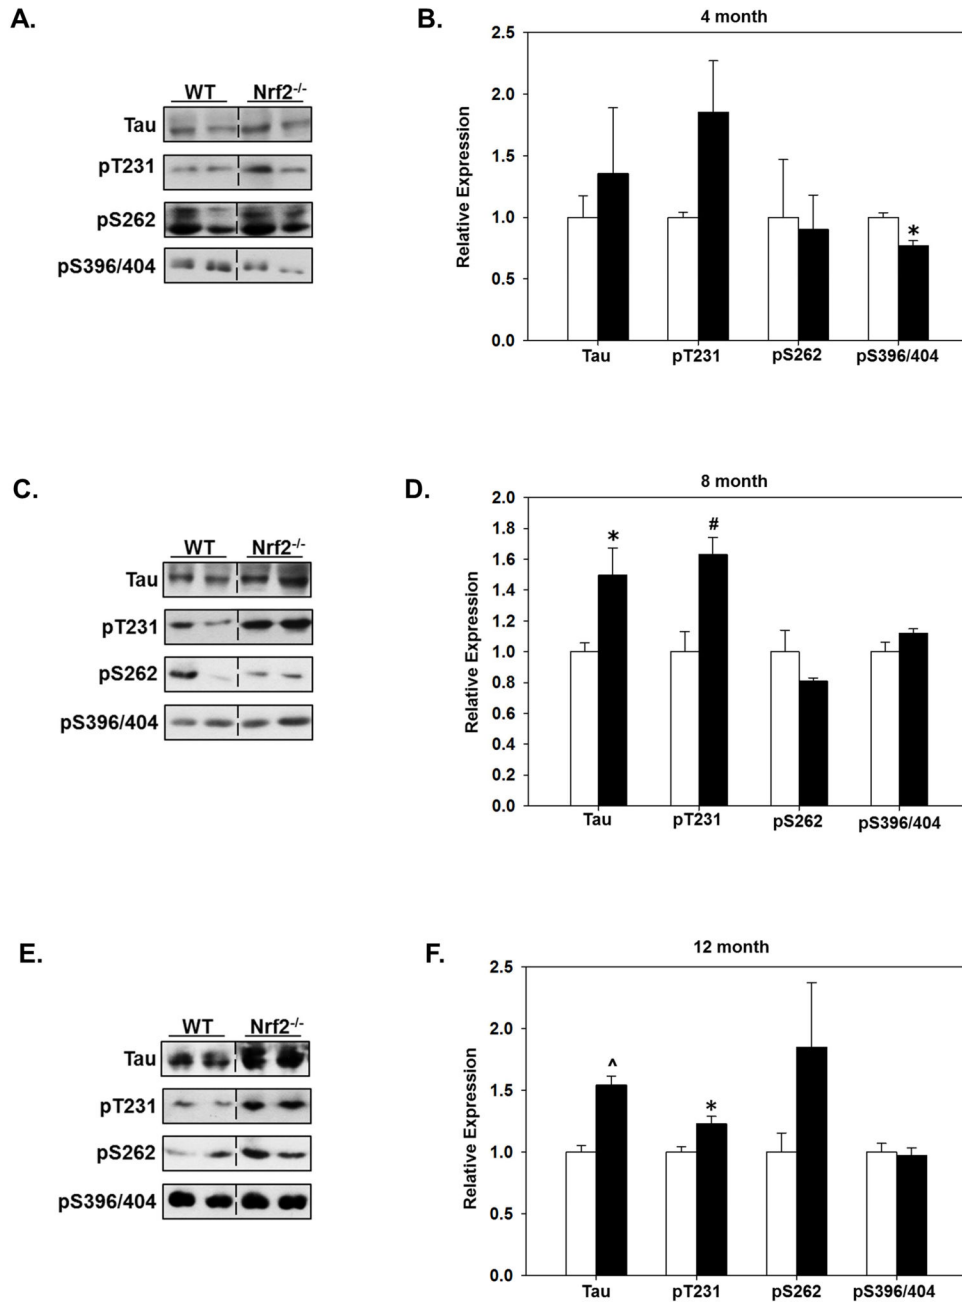 A.
WT Nrf2-/-
Tau
pT231
pS262
pS396/404
B.
4 month
Relative Expression
2.5
2.0
1.5
1.0
0.5
0.0
*
Tau pT231 pS262 pS396/404
C.
WT Nrf2-/-
Tau
pT231
pS262
pS396/404
D.
8 month
Relative Expression
2.0
1.8
1.6
1.4
1.2
1.0
0.8
0.6
0.4
0.2
0.0
* #
Tau pT231 pS262 pS396/404
E.
WT Nrf2-/-
Tau
pT231
pS262
pS396/404
F.
12 month
Relative Expression
2.5
2.0
1.5
1.0
0.5
0.0
^ *
Tau pT231 pS262 pS396/404